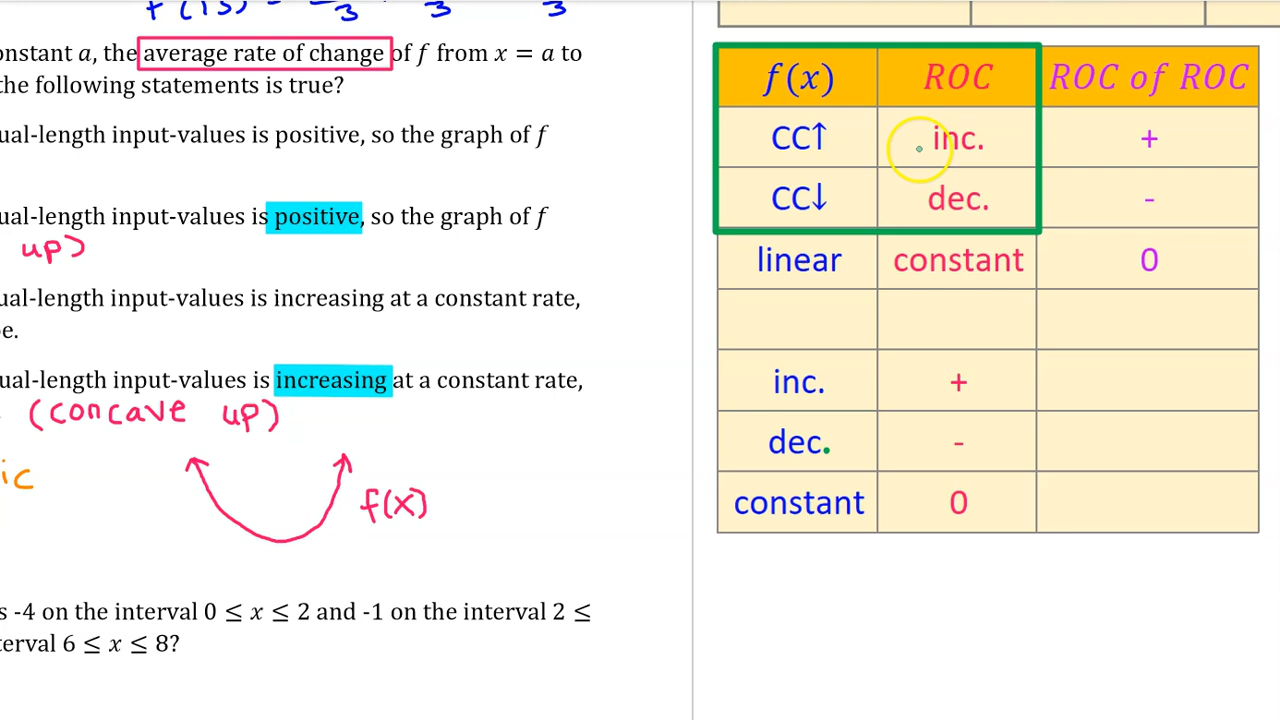 f(15) = 3 3 3
onstant a, the average rate of change of f from x = a to
the following statements is true?
ual-length input-values is positive, so the graph of f
ual-length input-values is positive, so the graph of f
up)
ual-length input-values is increasing at a constant rate,
e.
ual-length input-values is increasing at a constant rate,
(concave up)
ic
f(x)
s -4 on the interval 0 ≤ x ≤ 2 and -1 on the interval 2 ≤
terval 6 ≤ x ≤ 8?
f(x) ROC ROC of ROC
CC↑ inc. +
CC↓ dec. -
linear constant 0
inc. +
dec. -
constant 0